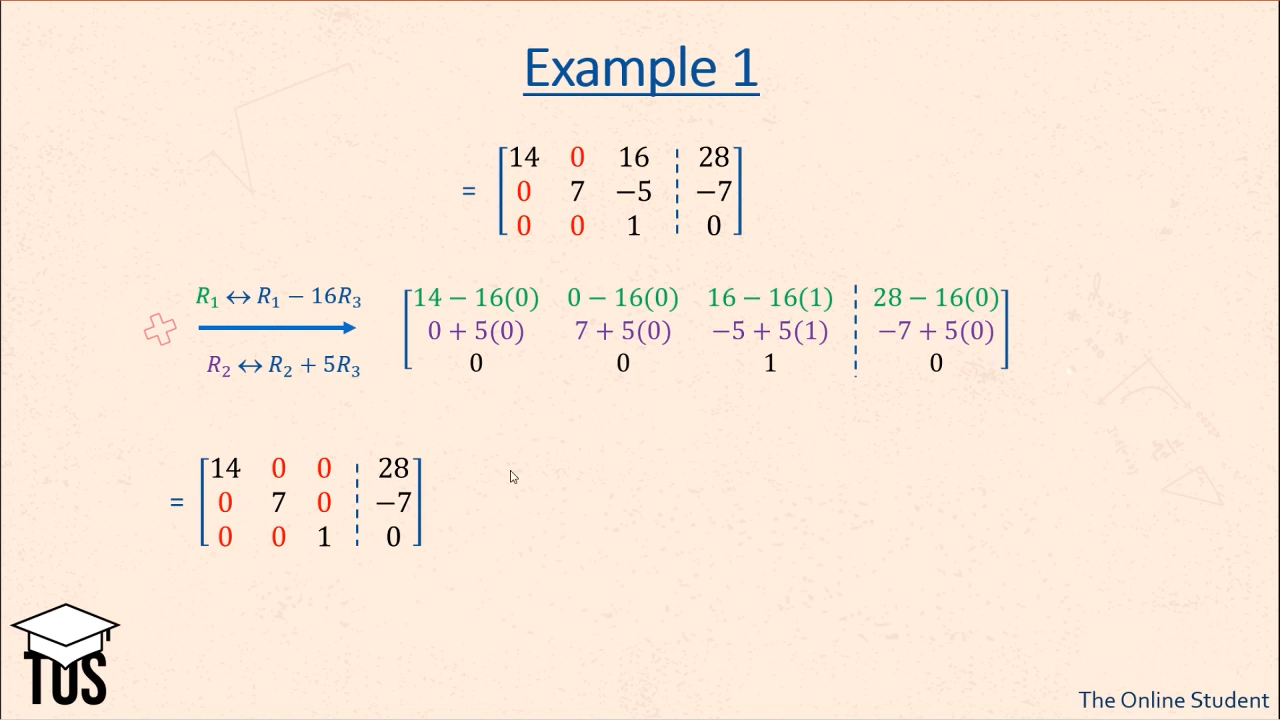 Example 1
= [14 0 16 | 28
0 7 −5 | −7
0 0 1 | 0]
R₁ ↔ R₁ − 16R₃
R₂ ↔ R₂ + 5R₃
[14 − 16(0) 0 − 16(0) 16 − 16(1) | 28 − 16(0)
0 + 5(0) 7 + 5(0) −5 + 5(1) | −7 + 5(0)
0 0 1 | 0]
= [14 0 0 | 28
0 7 0 | −7
0 0 1 | 0]
TUS
The Online Student